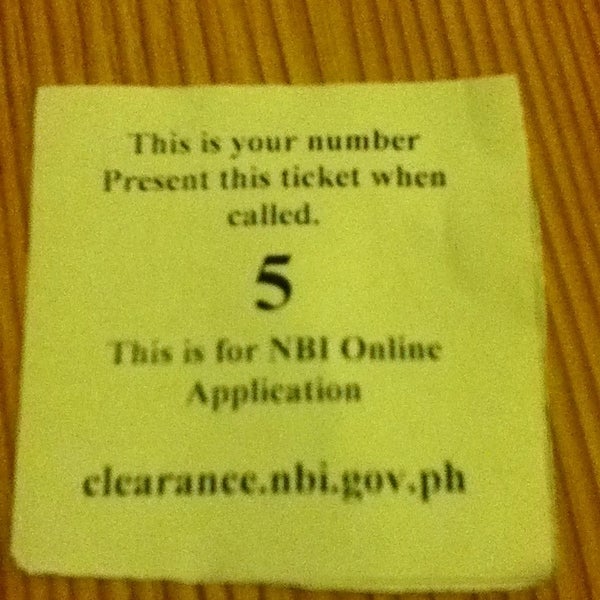 This is your number
Present this ticket when
called.
5
This is for NBI Online
Application
clearance.nbi.gov.ph